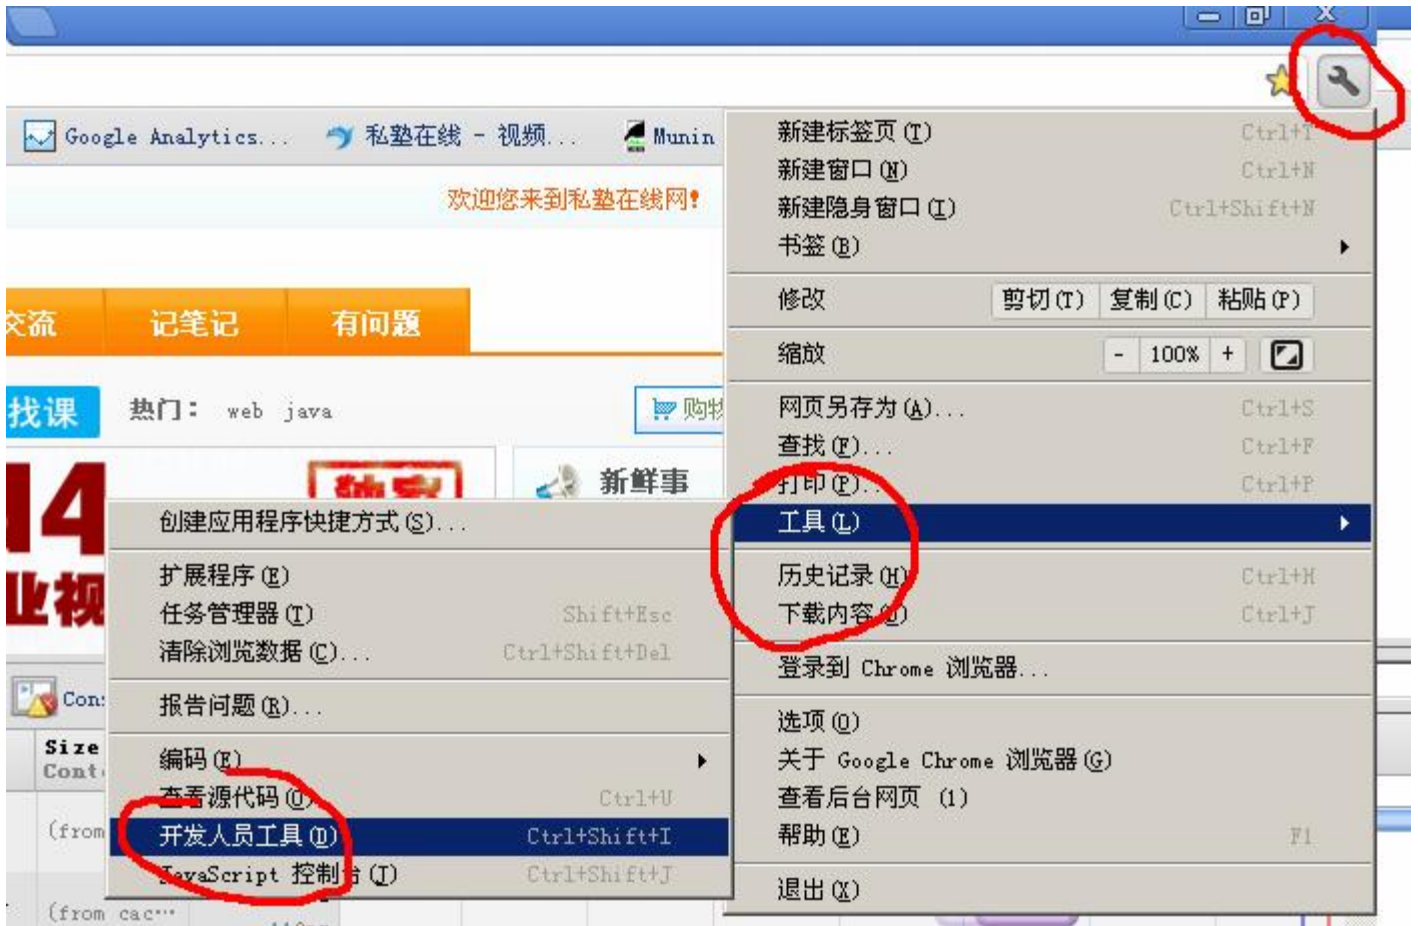 Google Analytics...
私塾在线 - 视频...
Munin
欢迎您来到私塾在线网!
交流
记笔记
有问题
找课
热门: web java
购物
14
独家
业视
新鲜事
新建标签页(T) Ctrl+T
新建窗口(N) Ctrl+N
新建隐身窗口(I) Ctrl+Shift+N
书签(B)
修改 剪切(T) 复制(C) 粘贴(P)
缩放 - 100% +
网页另存为(A)... Ctrl+S
查找(F)... Ctrl+F
打印(P)... Ctrl+P
工具(L)
历史记录(H) Ctrl+H
下载内容(D) Ctrl+J
登录到 Chrome 浏览器...
选项(O)
关于 Google Chrome 浏览器(G)
查看后台网页 (1)
帮助(E) F1
退出(X)
创建应用程序快捷方式(S)...
扩展程序(E)
任务管理器(T) Shift+Esc
清除浏览数据(C)... Ctrl+Shift+Del
报告问题(R)...
编码(E)
查看源代码(O) Ctrl+U
开发人员工具(D) Ctrl+Shift+I
JavaScript 控制台(J) Ctrl+Shift+J
Cons
Size
Conte
(from
(from cac…